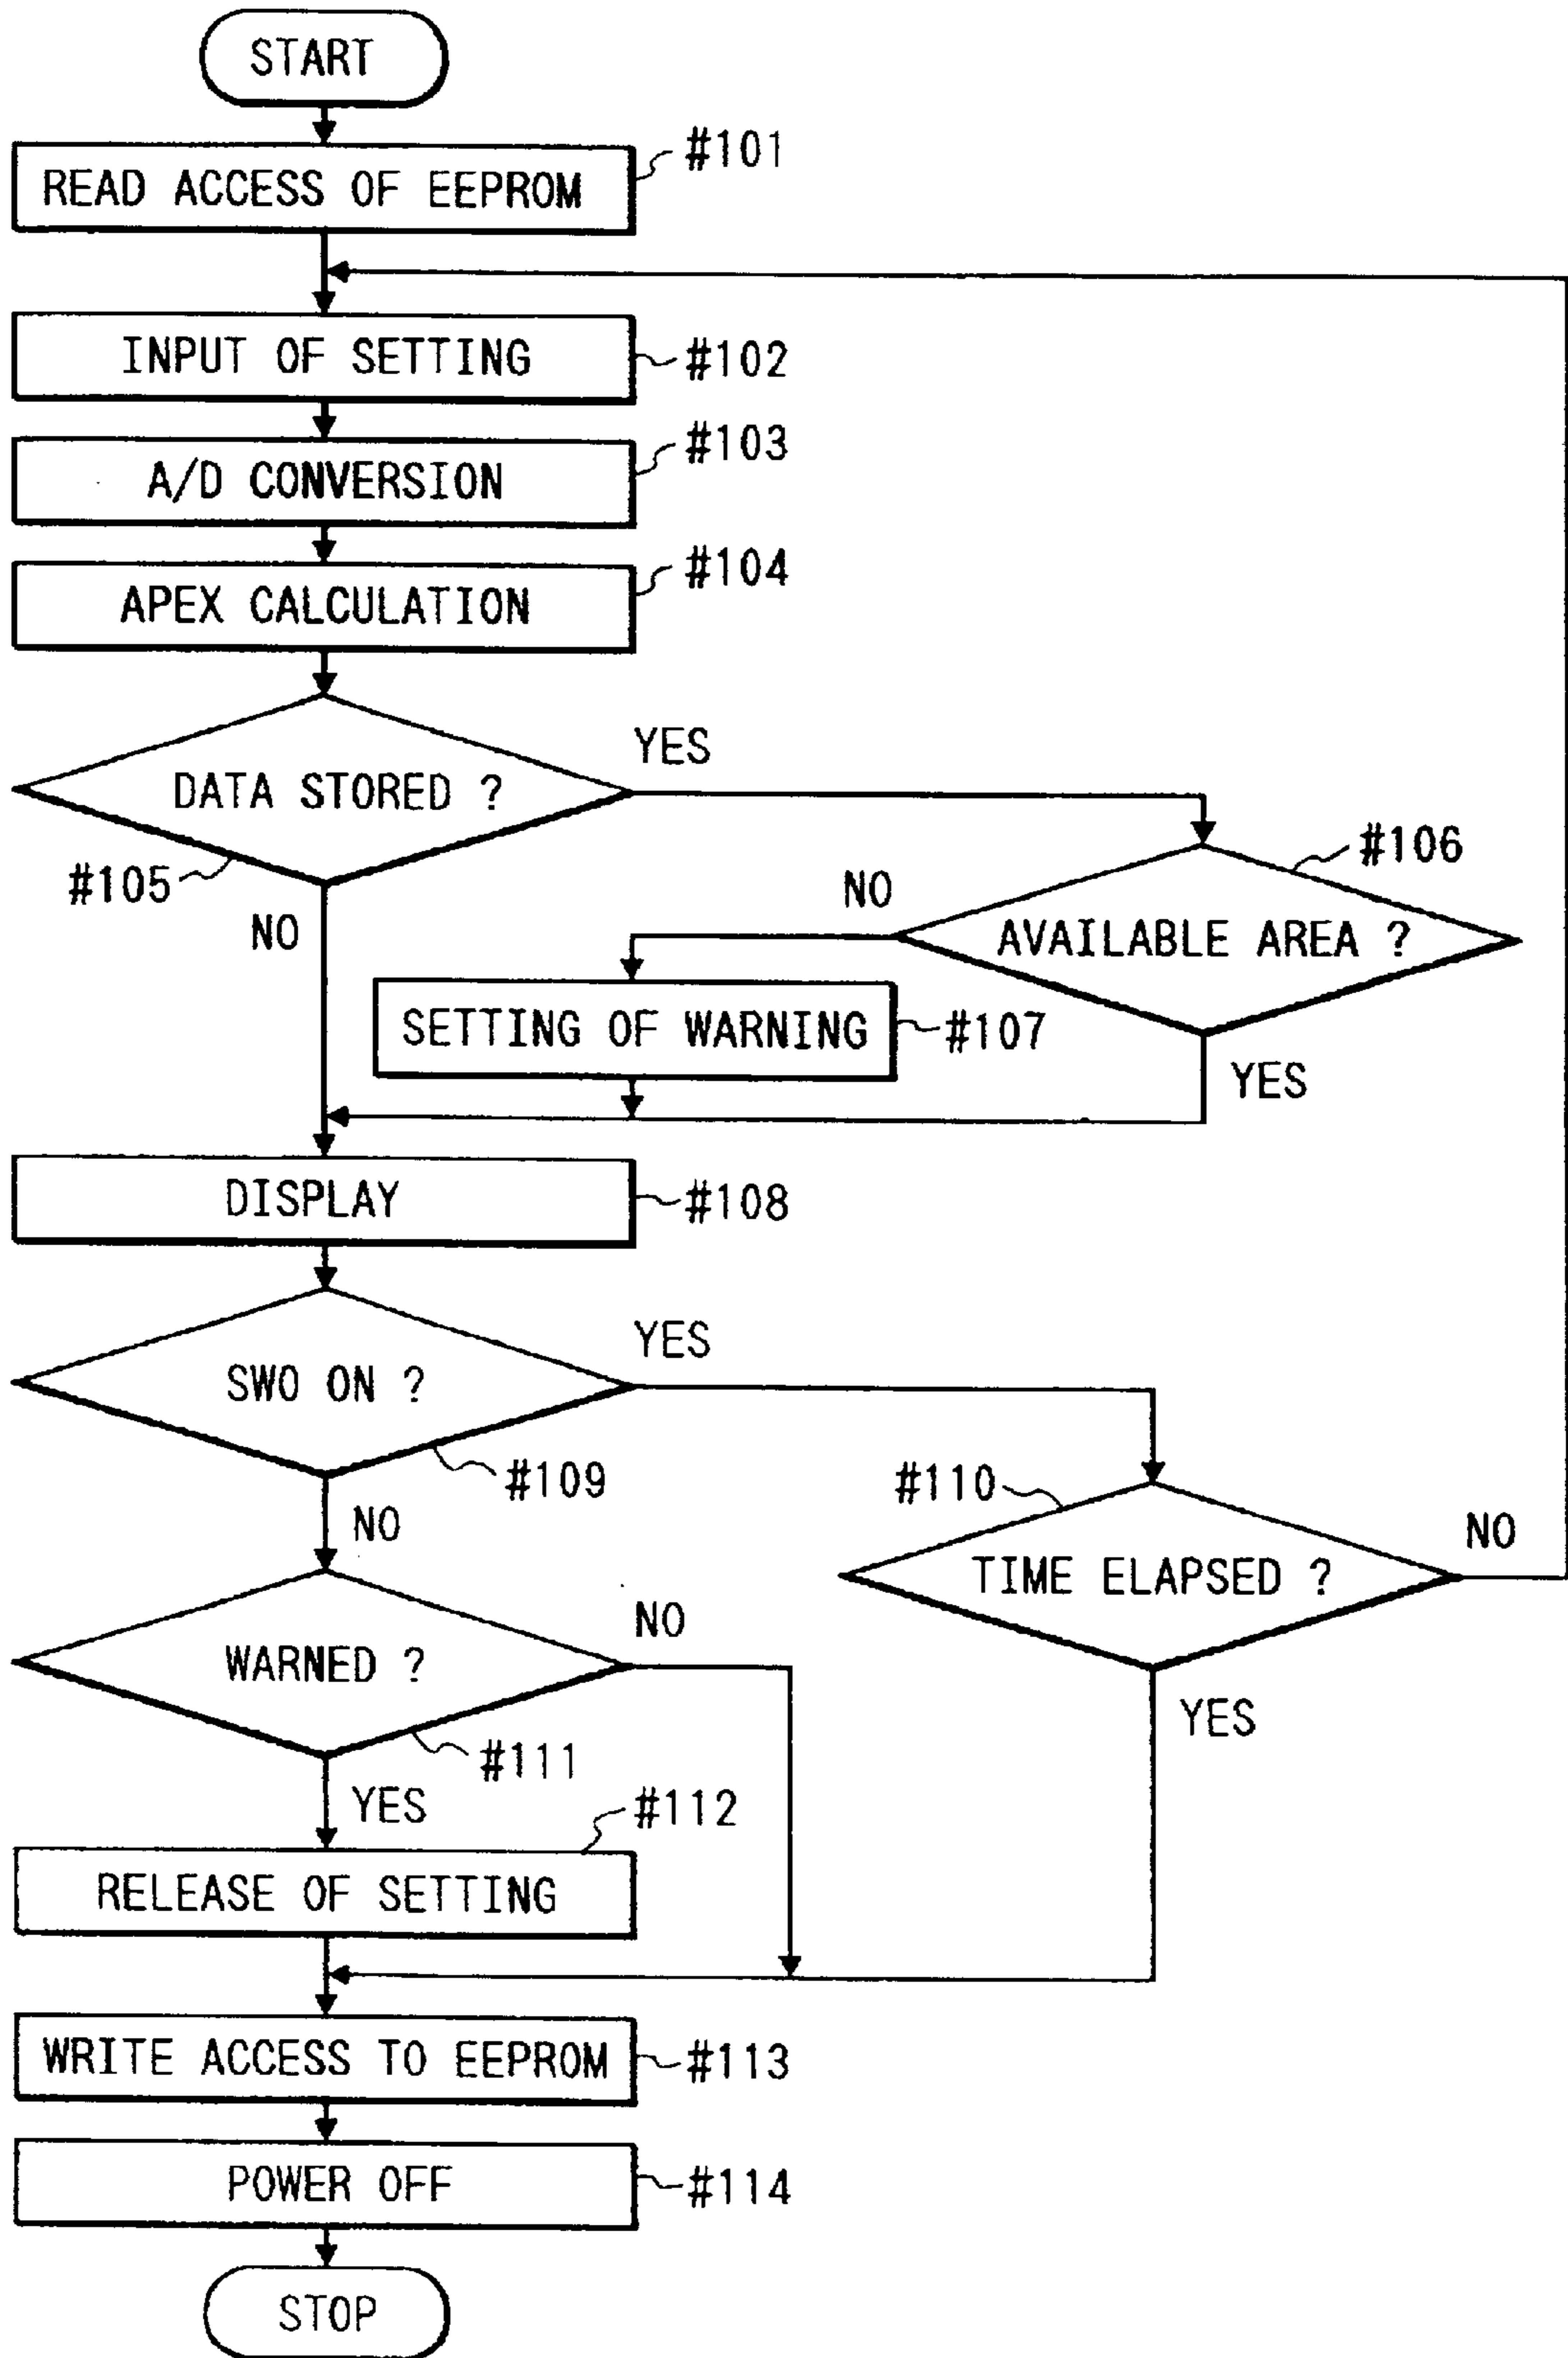 START
#101
READ ACCESS OF EEPROM
INPUT OF SETTING
#102
#103
A/D CONVERSION
#104
APEX CALCULATION
YES
DATA STORED ?
#105
NO
#106
NO
AVAILABLE AREA ?
SETTING OF WARNING
#107
YES
DISPLAY
#108
YES
SWO ON ?
#109
#110
NO
NO
TIME ELAPSED ?
NO
WARNED ?
YES
#111
YES
#112
RELEASE OF SETTING
WRITE ACCESS TO EEPROM
#113
POWER OFF
#114
STOP